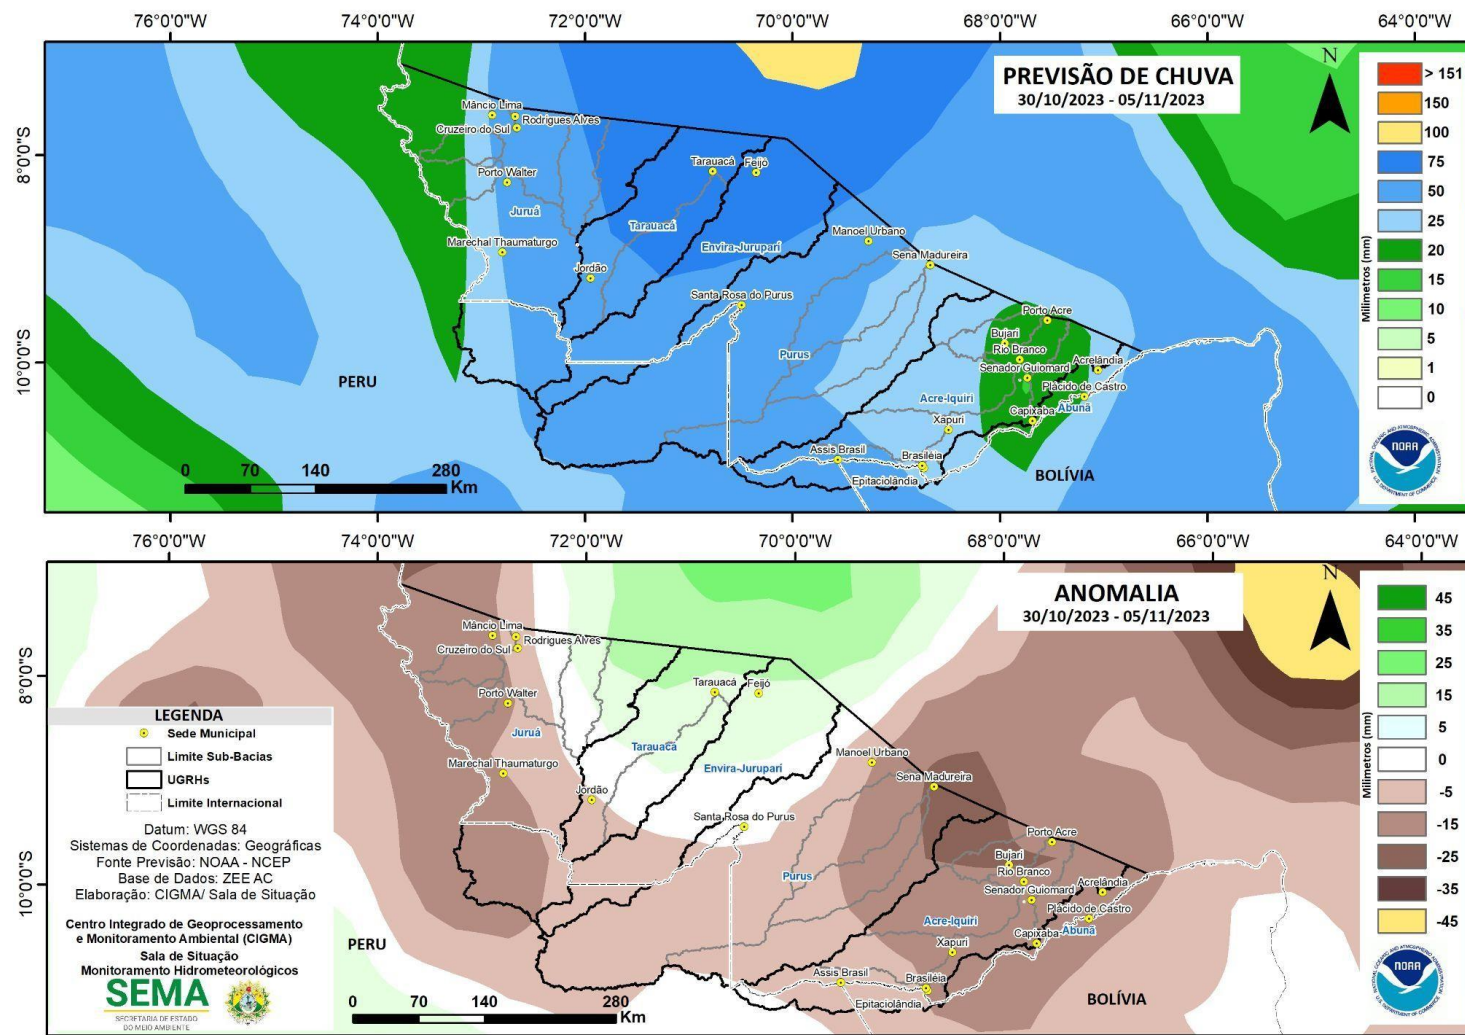 76°0'0"W 74°0'0"W 72°0'0"W 70°0'0"W 68°0'0"W 66°0'0"W 64°0'0"W
PREVISÃO DE CHUVA
30/10/2023 - 05/11/2023
N
> 151
150
100
75
50
25
20
15
10
5
1
0
Milimetros (mm)
NOAA
8°0'0"S
10°0'0"S
Mâncio Lima
Rodrigues Alves
Cruzeiro do Sul
Porto Walter
Juruá
Marechal Thaumaturgo
Jordão
Tarauacá
Feijó
Tarauacá
Envira-Jurupari
Manoel Urbano
Sena Madureira
Santa Rosa do Purus
Purus
Porto Acre
Bujari
Rio Branco
Senador Guiomard
Acrelândia
Plácido de Castro
Acre-Iquiri
Abunã
Capixaba
Xapuri
Assis Brasil
Brasiléia
Epitaciolândia
PERU
BOLÍVIA
0 70 140 280
Km
76°0'0"W 74°0'0"W 72°0'0"W 70°0'0"W 68°0'0"W 66°0'0"W 64°0'0"W
ANOMALIA
30/10/2023 - 05/11/2023
N
45
35
25
15
5
0
-5
-15
-25
-35
-45
Milimetros (mm)
NOAA
8°0'0"S
10°0'0"S
Mâncio Lima
Rodrigues Alves
Cruzeiro do Sul
Porto Walter
Juruá
Marechal Thaumaturgo
Jordão
Tarauacá
Feijó
Tarauacá
Envira-Jurupari
Manoel Urbano
Sena Madureira
Santa Rosa do Purus
Purus
Porto Acre
Bujari
Rio Branco
Senador Guiomard
Acrelândia
Plácido de Castro
Acre-Iquiri
Abunã
Capixaba
Xapuri
Assis Brasil
Brasiléia
Epitaciolândia
PERU
BOLÍVIA
0 70 140 280
Km
LEGENDA
Sede Municipal
Limite Sub-Bacias
UGRHs
Limite Internacional
Datum: WGS 84
Sistemas de Coordenadas: Geográficas
Fonte Previsão: NOAA - NCEP
Base de Dados: ZEE AC
Elaboração: CIGMA/ Sala de Situação
Centro Integrado de Geoprocessamento
e Monitoramento Ambiental (CIGMA)
Sala de Situação
Monitoramento Hidrometeorológicos
SEMA
SECRETARIA DE ESTADO
DO MEIO AMBIENTE